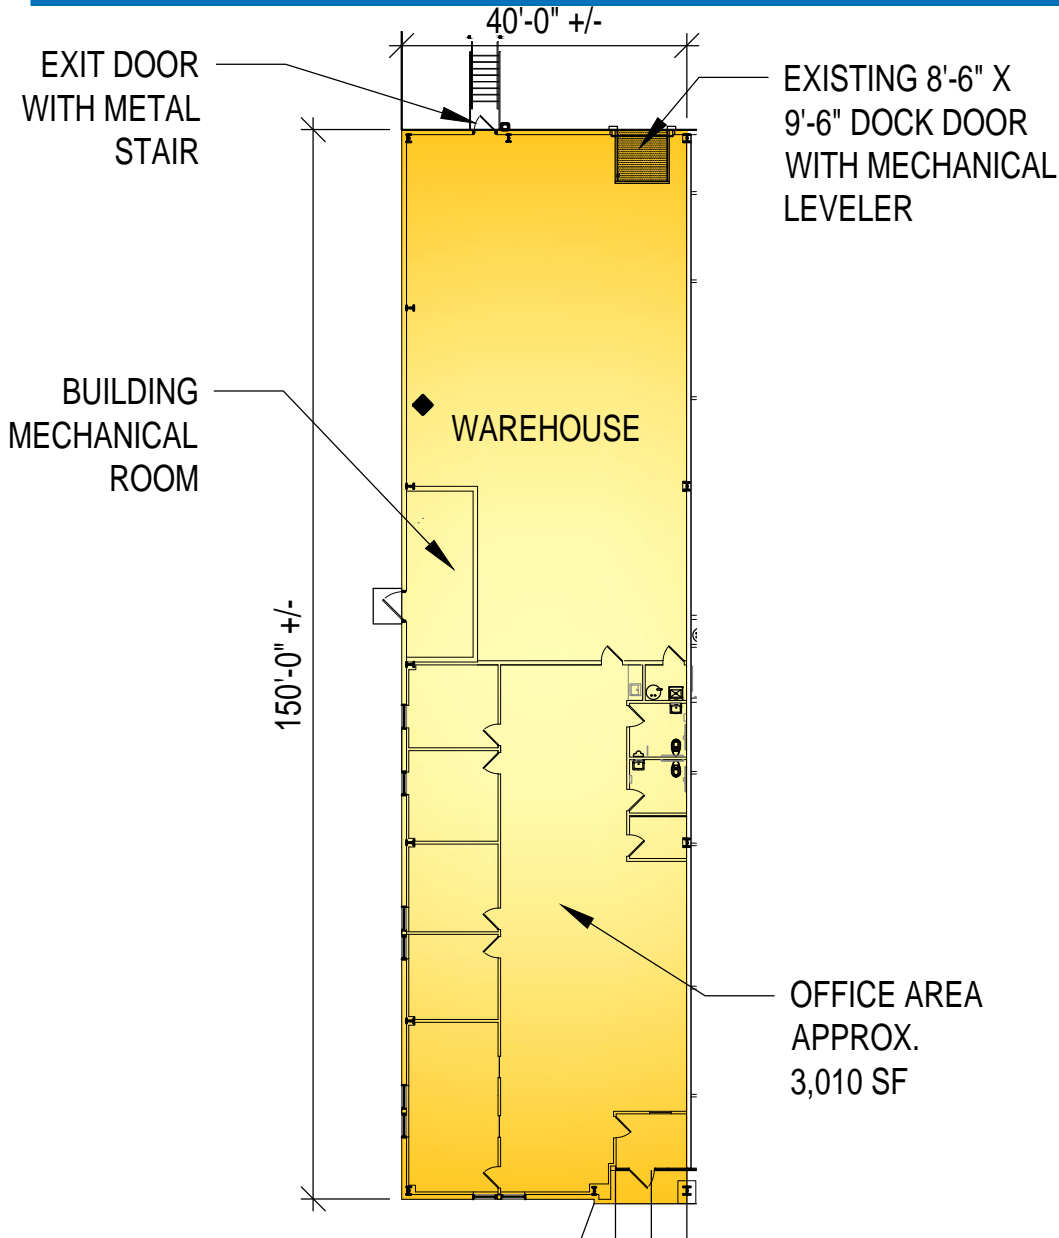 40'-0" +/-
EXIT DOOR
WITH METAL
STAIR
EXISTING 8'-6" X
9'-6" DOCK DOOR
WITH MECHANICAL
LEVELER
BUILDING
MECHANICAL
ROOM
WAREHOUSE
150'-0" +/-
OFFICE AREA
APPROX.
3,010 SF